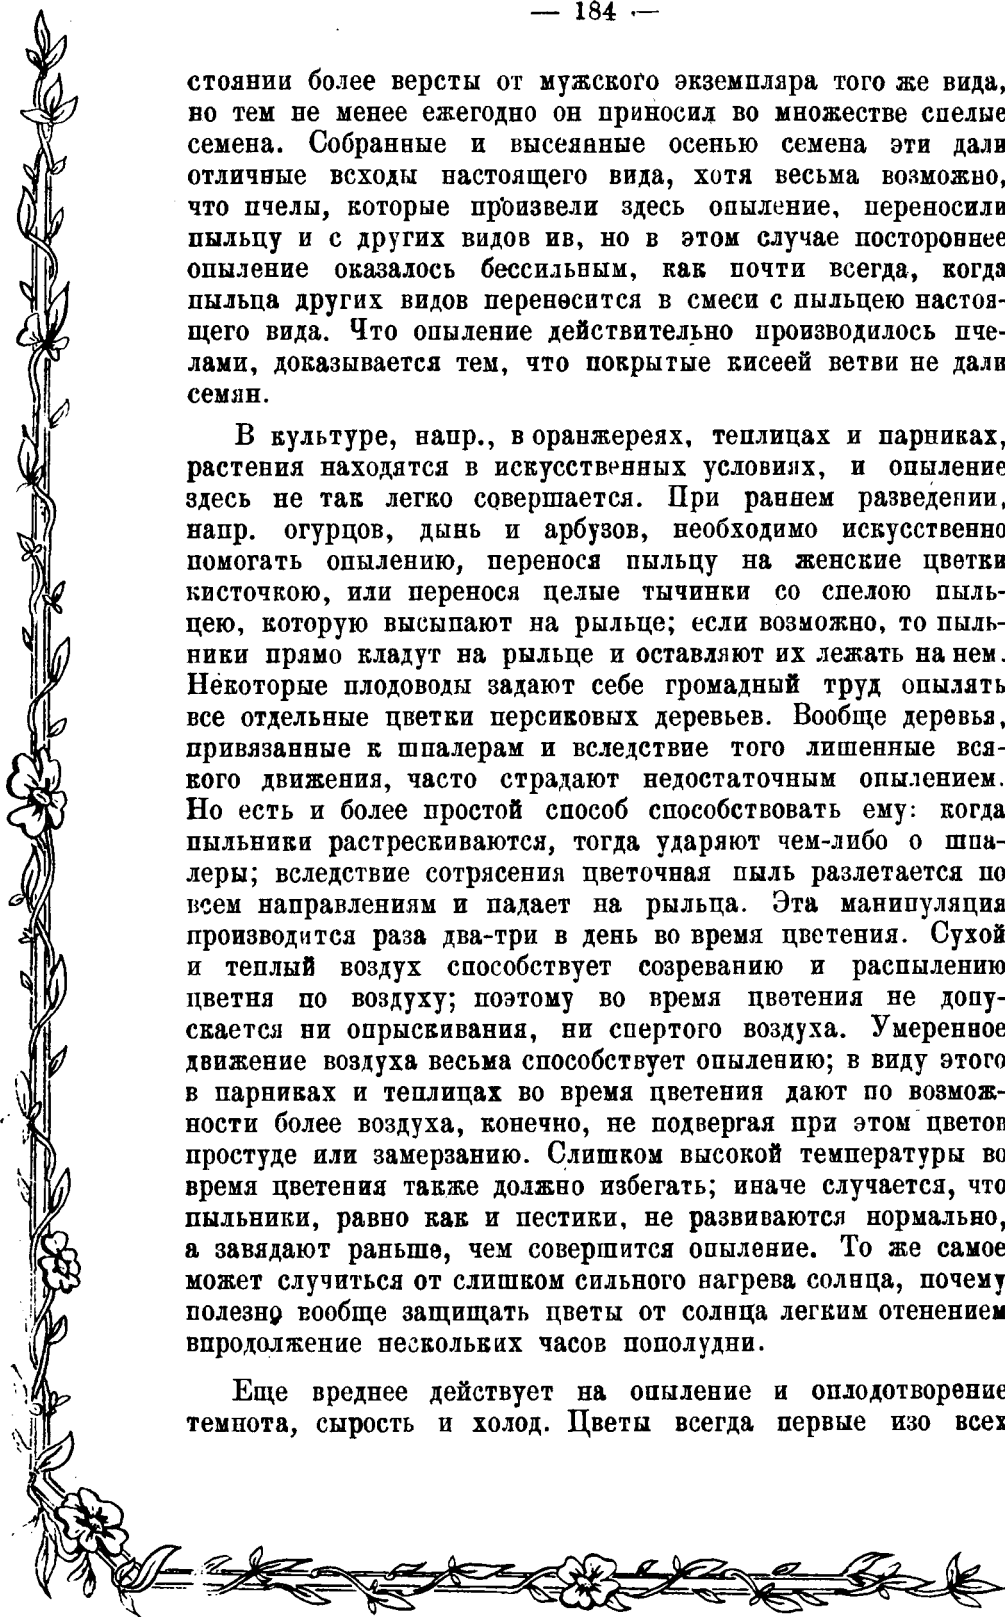 — 184 —
стоянии более версты от мужского экземпляра того же вида,
но тем не менее ежегодно он приносил во множестве спелые
семена. Собранные и высеянные осенью семена эти дали
отличные всходы настоящего вида, хотя весьма возможно,
что пчелы, которые произвели здесь опыление, переносили
пыльцу и с других видов ив, но в этом случае постороннее
опыление оказалось бессильным, как почти всегда, когда
пыльца других видов переносится в смеси с пыльцею настоя-
щего вида. Что опыление действительно производилось пче-
лами, доказывается тем, что покрытые кисеей ветви не дали
семян.
В культуре, напр., в оранжереях, теплицах и парниках,
растения находятся в искусственных условиях, и опыление
здесь не так легко совершается. При раннем разведении,
напр. огурцов, дынь и арбузов, необходимо искусственно
помогать опылению, перенося пыльцу на женские цветки
кисточкою, или перенося целые тычинки со спелою пыль-
цею, которую высыпают на рыльце; если возможно, то пыль-
ники прямо кладут на рыльце и оставляют их лежать на нем.
Некоторые плодоводы задают себе громадный труд опылять
все отдельные цветки персиковых деревьев. Вообще деревья,
привязанные к шпалерам и вследствие того лишенные вся-
кого движения, часто страдают недостаточным опылением.
Но есть и более простой способ способствовать ему: когда
пыльники растрескиваются, тогда ударяют чем-либо о шпа-
леры; вследствие сотрясения цветочная пыль разлетается по
всем направлениям и падает на рыльца. Эта манипуляция
производится раза два-три в день во время цветения. Сухой
и теплый воздух способствует созреванию и распылению
цветня по воздуху; поэтому во время цветения не допу-
скается ни опрыскивания, ни спертого воздуха. Умеренное
движение воздуха весьма способствует опылению; в виду этого
в парниках и теплицах во время цветения дают по возмож-
ности более воздуха, конечно, не подвергая при этом цветов
простуде или замерзанию. Слишком высокой температуры во
время цветения также должно избегать; иначе случается, что
пыльники, равно как и пестики, не развиваются нормально,
а завядают раньше, чем совершится опыление. То же самое
может случиться от слишком сильного нагрева солнца, почему
полезно вообще защищать цветы от солнца легким отенением
впродолжение нескольких часов пополудни.
Еще вреднее действует на опыление и оплодотворение
темнота, сырость и холод. Цветы всегда первые изо всех